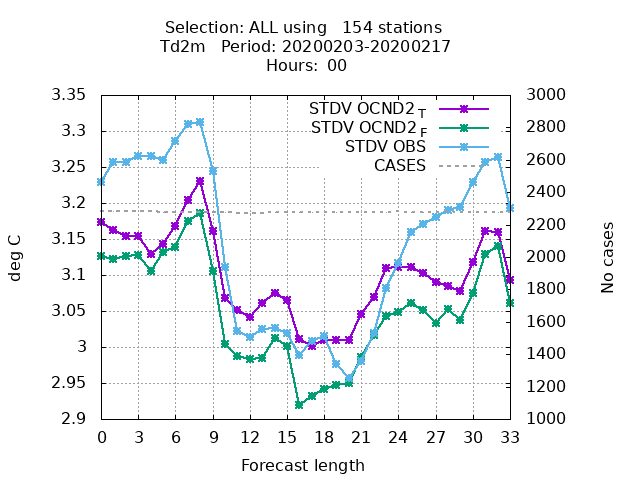 Selection: ALL using   154 stations
Td2m   Period: 20200203-20200217
Hours: 00
STDV OCND2 T
STDV OCND2 F
STDV OBS
CASES
3.35
3.3
3.25
3.2
3.15
3.1
3.05
3
2.95
2.9
deg C
3000
2800
2600
2400
2200
2000
1800
1600
1400
1200
1000
No cases
0 3 6 9 12 15 18 21 24 27 30 33
Forecast length